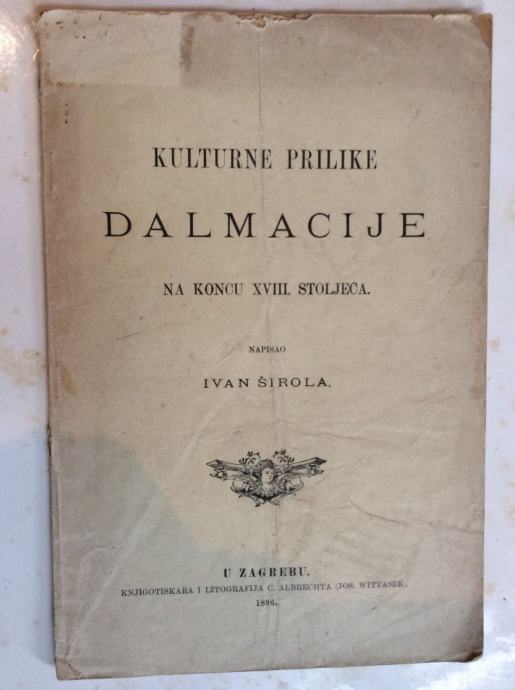 KULTURNE PRILIKE
DALMACIJE
NA KONCU XVIII. STOLJEĆA.
NAPISAO
IVAN ŠIROLA.
U ZAGREBU.
KNJIGOTISKARA I LITOGRAFIJA C. ALBRECHTA (JOS. WITTASEK).
1896.